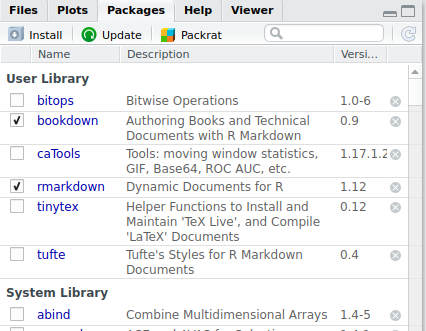 Files Plots Packages Help Viewer
Install Update Packrat
Name Description Versi...
User Library
bitops Bitwise Operations 1.0-6
bookdown Authoring Books and Technical 0.9
Documents with R Markdown
caTools Tools: moving window statistics, 1.17.1.2
GIF, Base64, ROC AUC, etc.
rmarkdown Dynamic Documents for R 1.12
tinytex Helper Functions to Install and 0.12
Maintain 'TeX Live', and Compile
'LaTeX' Documents
tufte Tufte's Styles for R Markdown 0.4
Documents
System Library
abind Combine Multidimensional Arrays 1.4-5